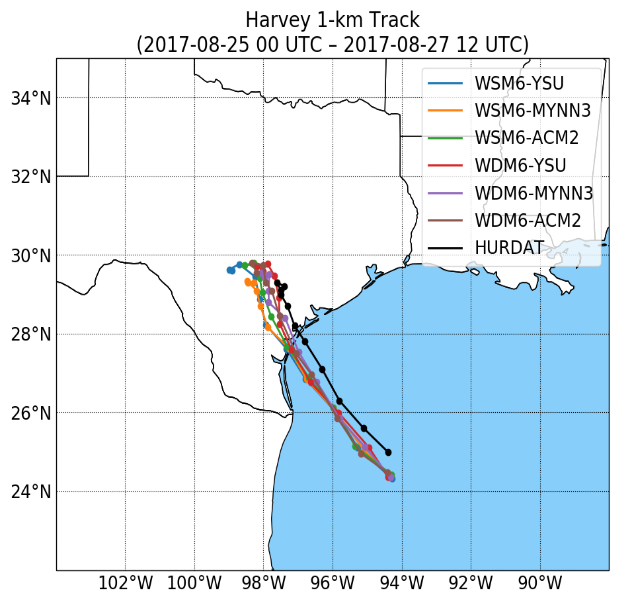 Harvey 1-km Track
(2017-08-25 00 UTC – 2017-08-27 12 UTC)
WSM6-YSU
WSM6-MYNN3
WSM6-ACM2
WDM6-YSU
WDM6-MYNN3
WDM6-ACM2
HURDAT
34°N
32°N
30°N
28°N
26°N
24°N
102°W 100°W 98°W 96°W 94°W 92°W 90°W